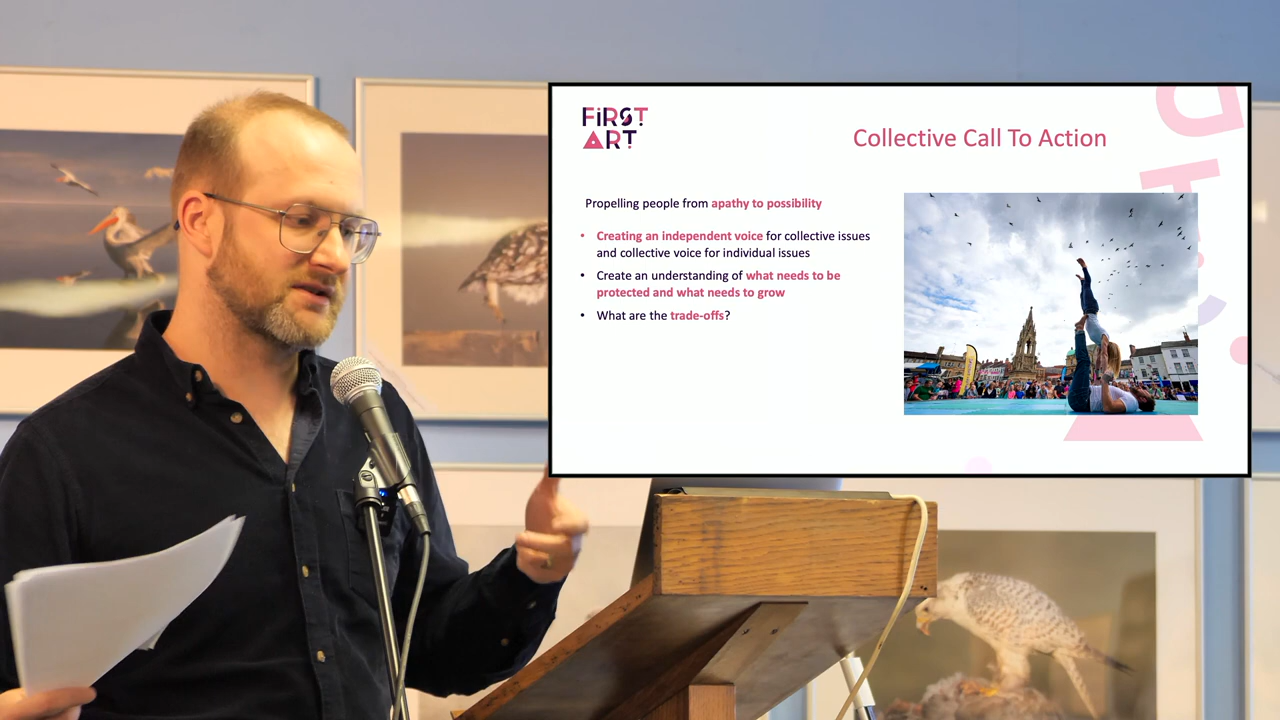 FiRST
ART
Collective Call To Action
Propelling people from apathy to possibility
• Creating an independent voice for collective issues
and collective voice for individual issues
• Create an understanding of what needs to be
protected and what needs to grow
• What are the trade-offs?